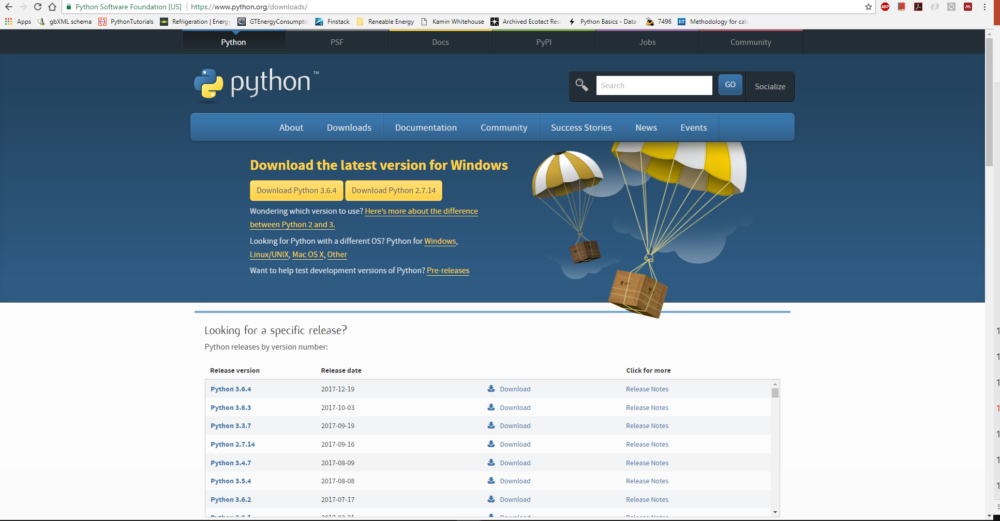 Python Software Foundation [US] https://www.python.org/downloads/
ABP
Apps gbXML schema PythonTutorials Refrigeration | Energy GTEnergyConsumptic Finstack Reneable Energy Kamin Whitehouse Archived Ecotect Res Python Basics - Data 7496 RT Methodology for calc
Python PSF Docs PyPI Jobs Community
python™
Search GO Socialize
About Downloads Documentation Community Success Stories News Events
Download the latest version for Windows
Download Python 3.6.4 Download Python 2.7.14
Wondering which version to use? Here's more about the difference
between Python 2 and 3.
Looking for Python with a different OS? Python for Windows,
Linux/UNIX, Mac OS X, Other
Want to help test development versions of Python? Pre-releases
Looking for a specific release?
Python releases by version number:
Release version Release date Click for more
Python 3.6.4 2017-12-19 Download Release Notes
Python 3.6.3 2017-10-03 Download Release Notes
Python 3.3.7 2017-09-19 Download Release Notes
Python 2.7.14 2017-09-16 Download Release Notes
Python 3.4.7 2017-08-09 Download Release Notes
Python 3.5.4 2017-08-08 Download Release Notes
Python 3.6.2 2017-07-17 Download Release Notes
Python 3.6.1 2017-03-21 Download Release Notes